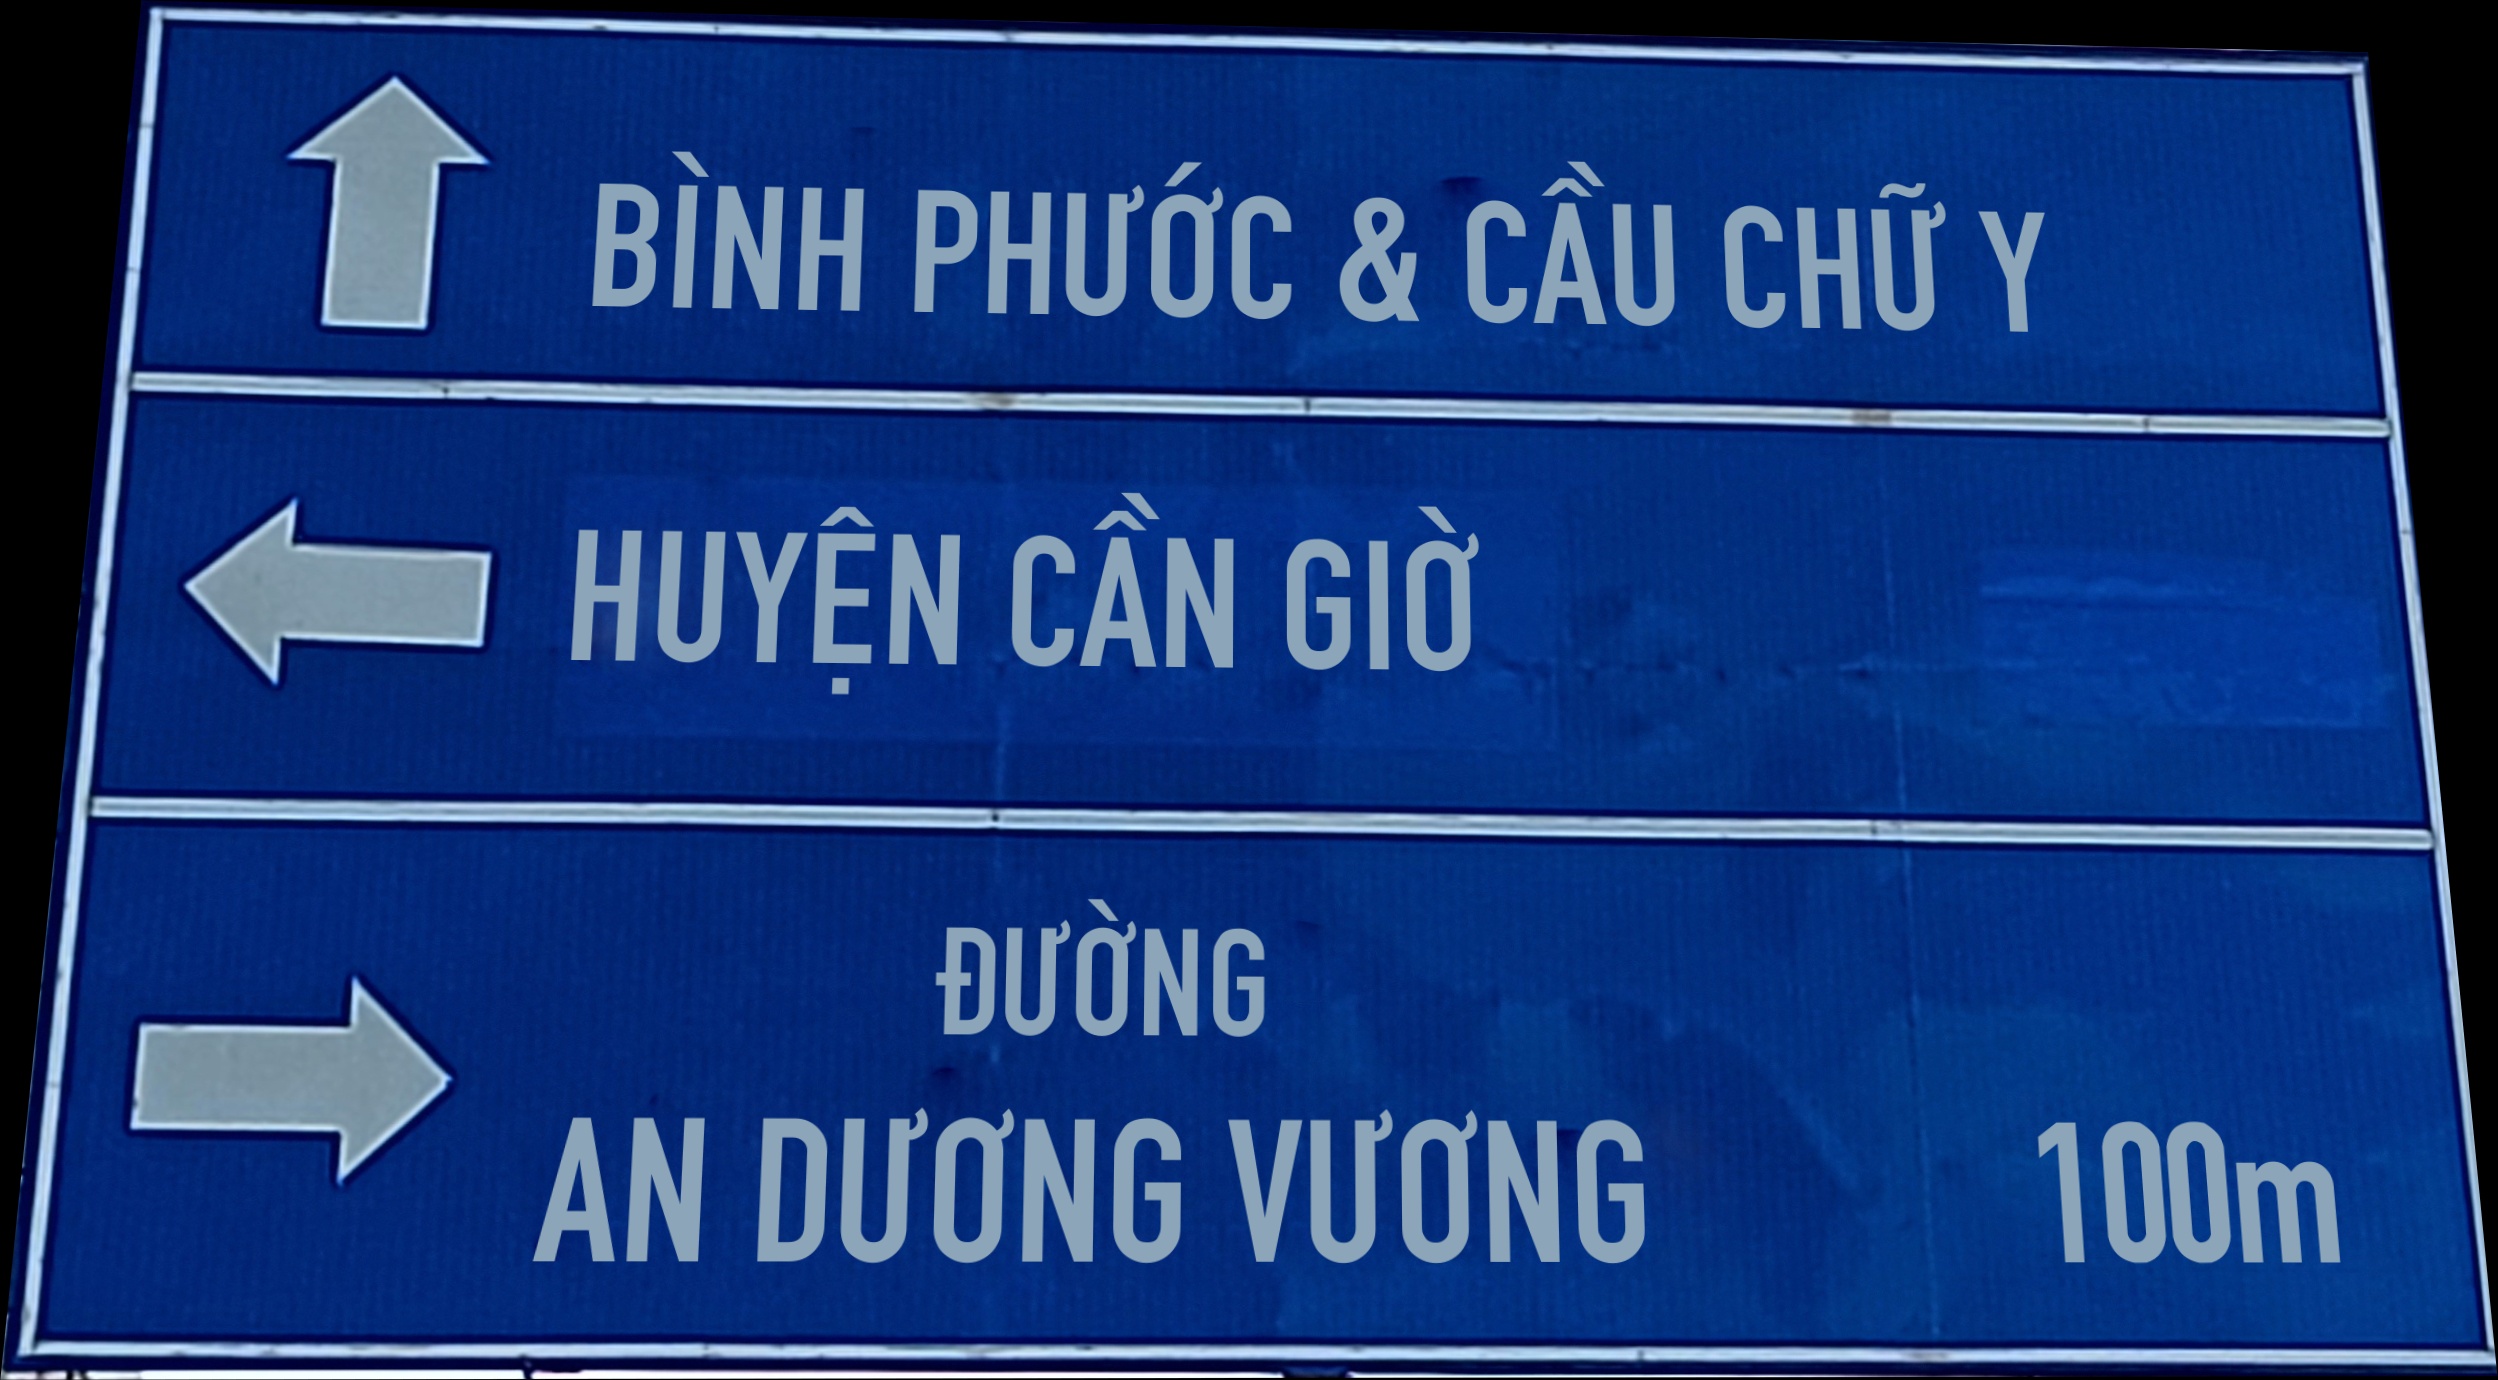 BÌNH PHƯỚC & CẦU CHỮ Y
HUYỆN CẦN GIỜ
ĐƯỜNG
AN DƯƠNG VƯƠNG 100m